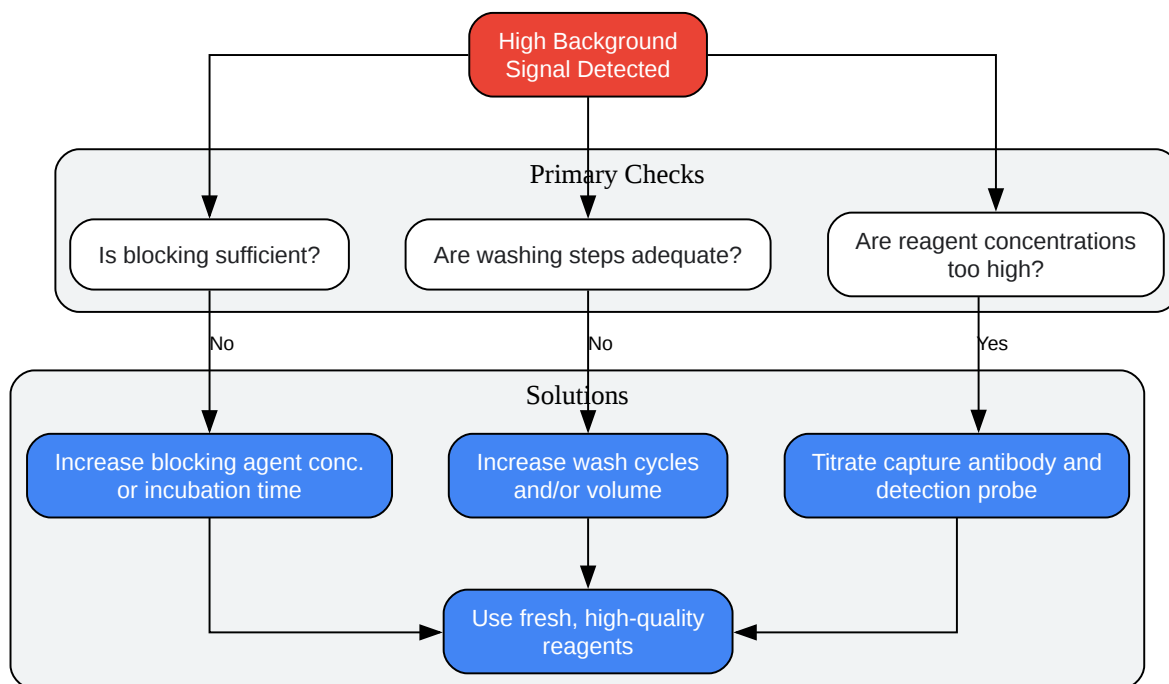 High Background
Signal Detected
Primary Checks
Is blocking sufficient?
Are washing steps adequate?
Are reagent concentrations
too high?
No
No
Yes
Solutions
Increase blocking agent conc.
or incubation time
Increase wash cycles
and/or volume
Titrate capture antibody and
detection probe
Use fresh, high-quality
reagents